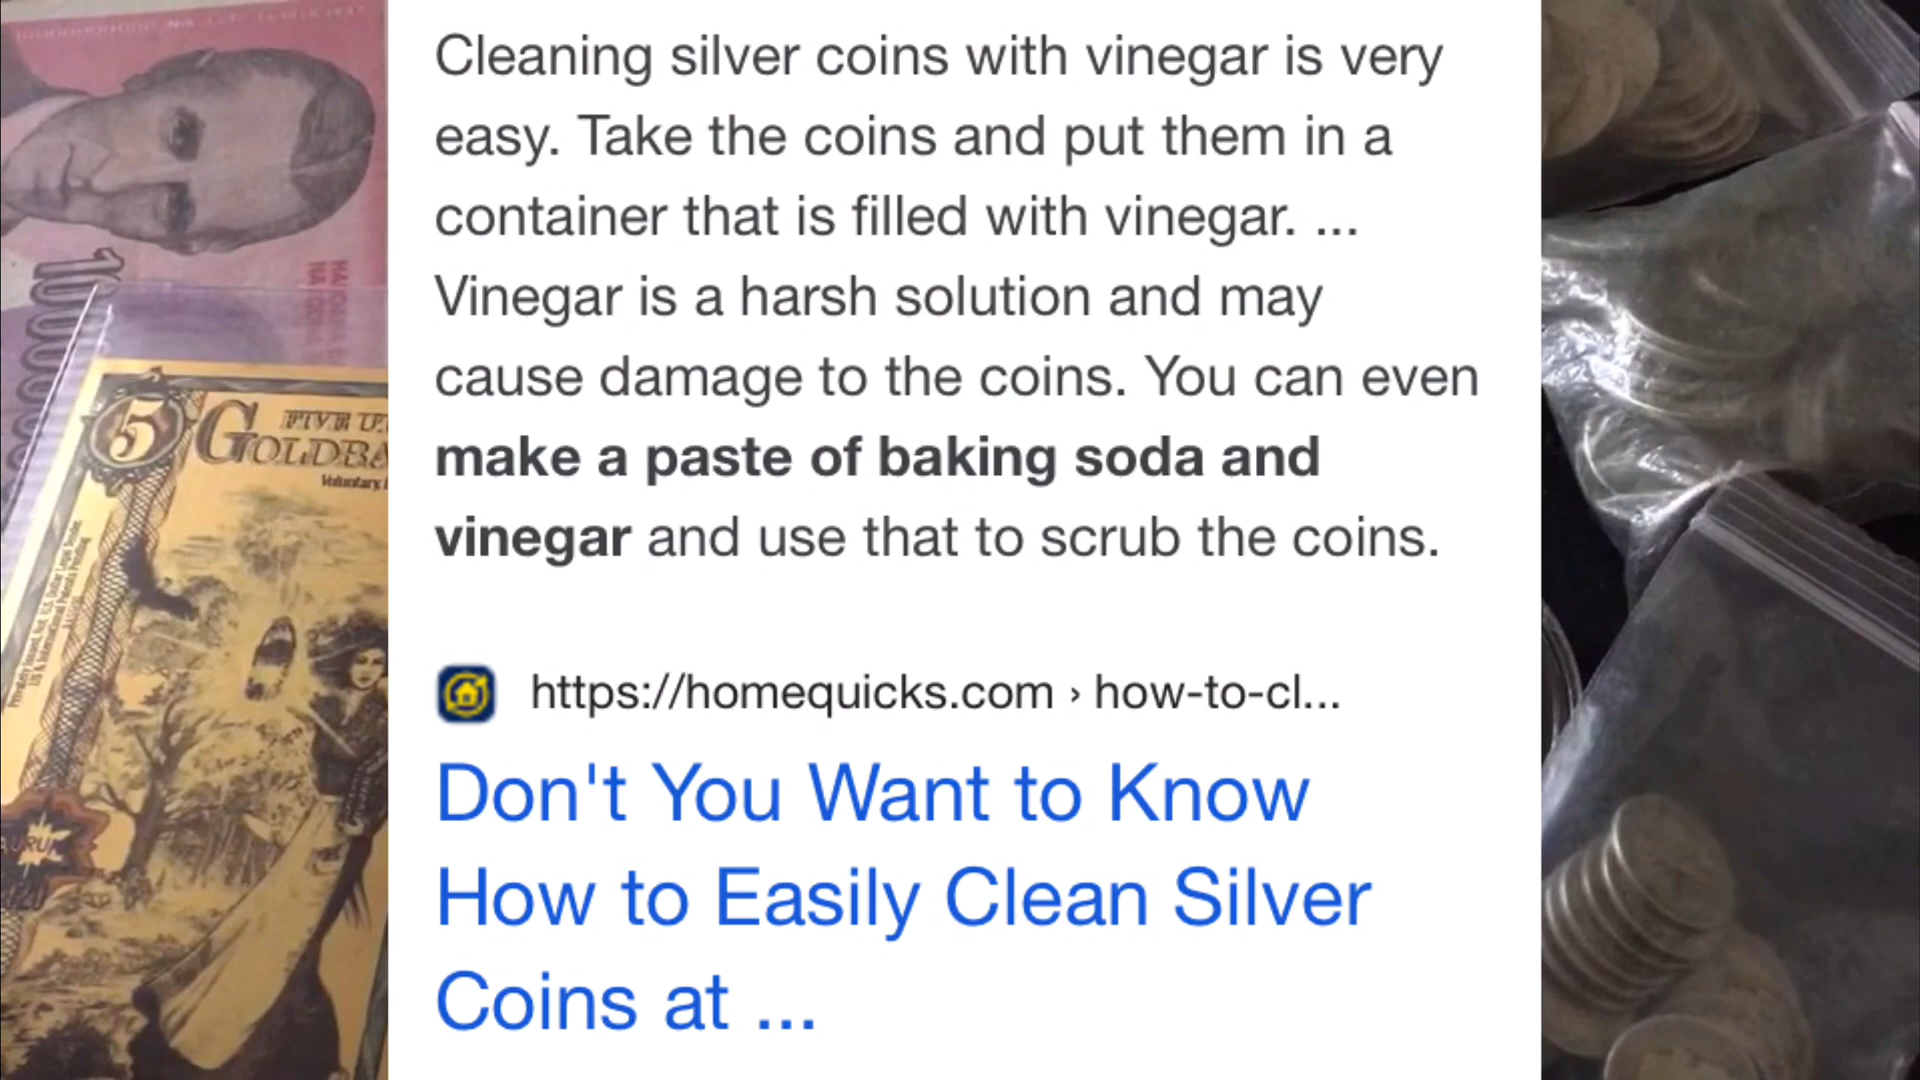 Cleaning silver coins with vinegar is very
easy. Take the coins and put them in a
container that is filled with vinegar. ...
Vinegar is a harsh solution and may
cause damage to the coins. You can even
make a paste of baking soda and
vinegar and use that to scrub the coins.
https://homequicks.com › how-to-cl...
Don't You Want to Know
How to Easily Clean Silver
Coins at ...
5
FIVE
GOLDBA
Voluntary